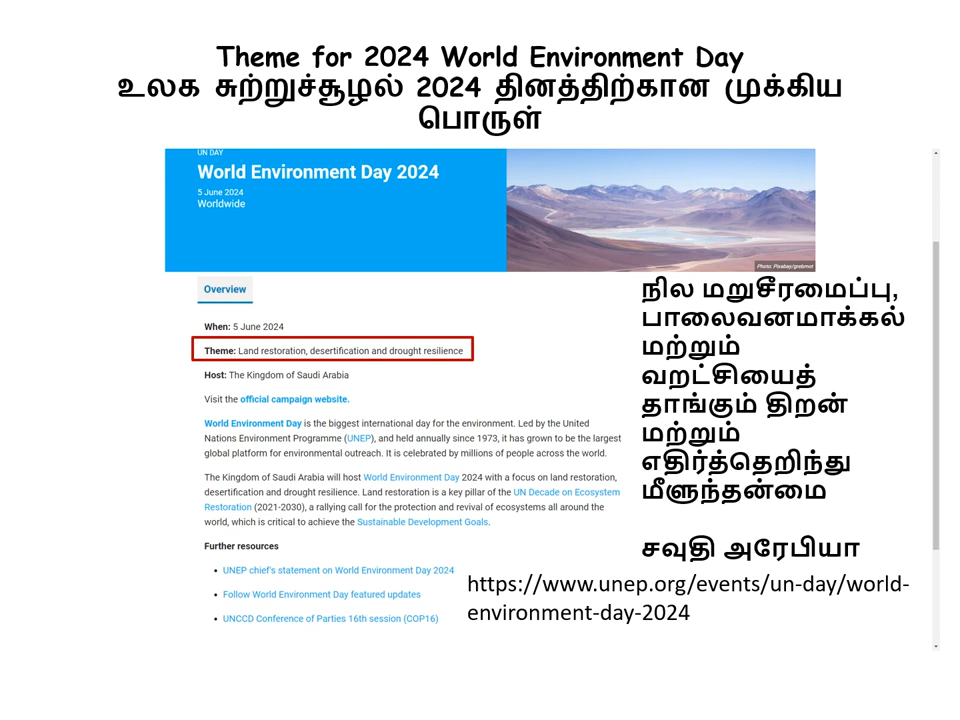 Theme for 2024 World Environment Day
உலக சுற்றுச்சூழல் 2024 தினத்திற்கான முக்கிய
பொருள்
UN DAY
World Environment Day 2024
5 June 2024
Worldwide
Photo: Pixabay/grebmot
Overview
When: 5 June 2024
Theme: Land restoration, desertification and drought resilience
Host: The Kingdom of Saudi Arabia
Visit the official campaign website.
World Environment Day is the biggest international day for the environment. Led by the United
Nations Environment Programme (UNEP), and held annually since 1973, it has grown to be the largest
global platform for environmental outreach. It is celebrated by millions of people across the world.
The Kingdom of Saudi Arabia will host World Environment Day 2024 with a focus on land restoration,
desertification and drought resilience. Land restoration is a key pillar of the UN Decade on Ecosystem
Restoration (2021-2030), a rallying call for the protection and revival of ecosystems all around the
world, which is critical to achieve the Sustainable Development Goals.
Further resources
• UNEP chief's statement on World Environment Day 2024
• Follow World Environment Day featured updates
• UNCCD Conference of Parties 16th session (COP16)
நில மறுசீரமைப்பு,
பாலைவனமாக்கல்
மற்றும்
வறட்சியைத்
தாங்கும் திறன்
மற்றும்
எதிர்த்தெறிந்து
மீளுந்தன்மை
சவுதி அரேபியா
https://www.unep.org/events/un-day/world-
environment-day-2024